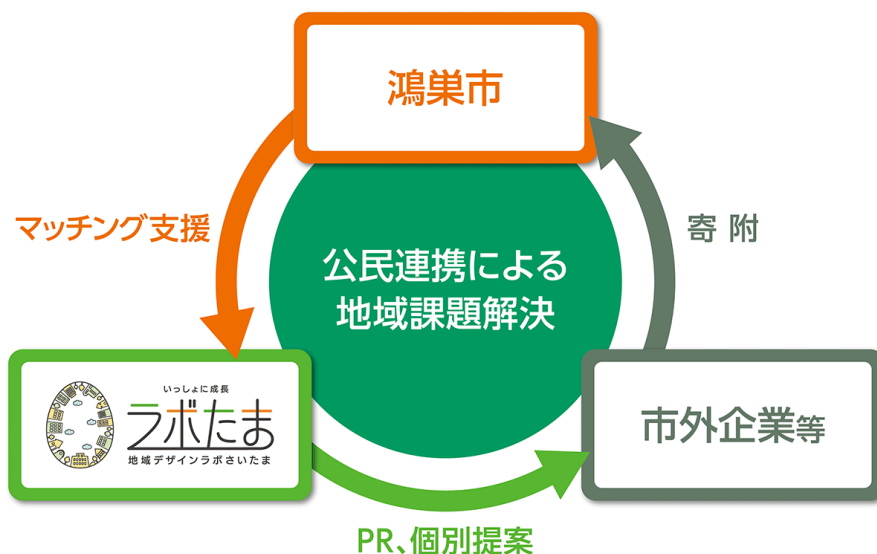 鴻巣市
マッチング支援
寄附
公民連携による
地域課題解決
いっしょに成長
ラボたま
地域デザインラボさいたま
市外企業等
PR、個別提案